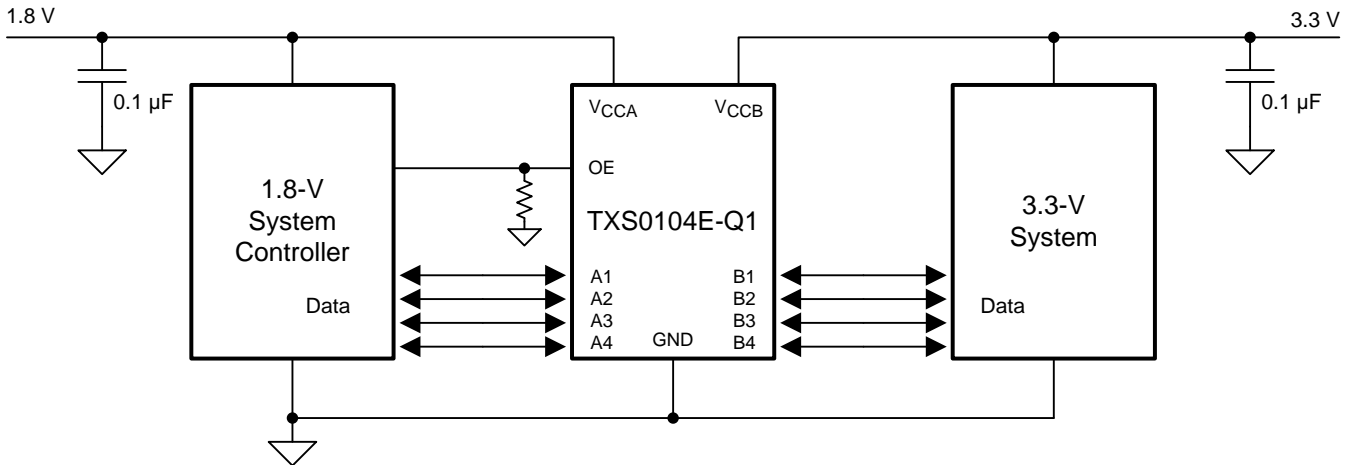 1.8 V
3.3 V
0.1 µF
0.1 µF
VCCA
VCCB
OE
1.8-V
System
Controller
TXS0104E-Q1
3.3-V
System
Data
A1
A2
A3
A4
GND
B1
B2
B3
B4
Data